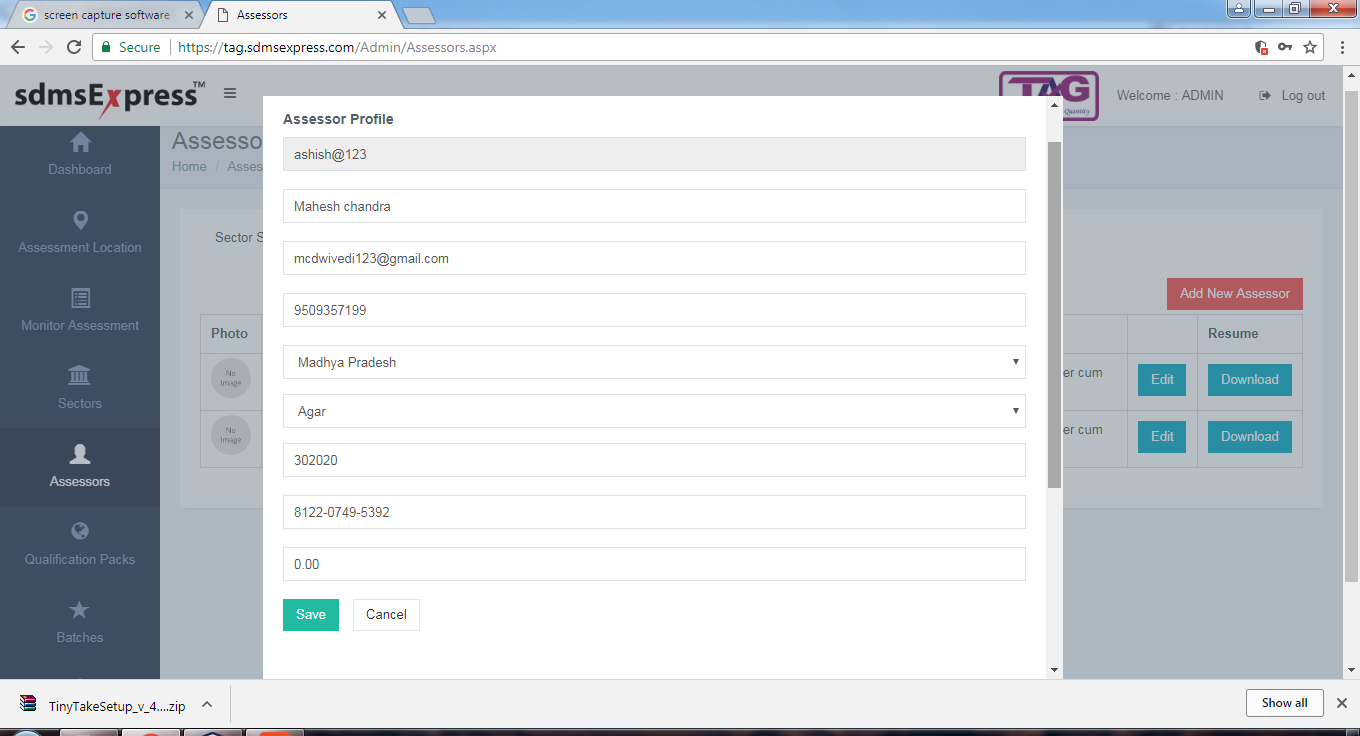 screen capture software
Assessors
Secure
https://tag.sdmsexpress.com/Admin/Assessors.aspx
sdmsExpress™
TAG
Quantity
Welcome : ADMIN
Log out
Dashboard
Assessment Location
Monitor Assessment
Sectors
Assessors
Qualification Packs
Batches
Assesso
Home / Asses
Sector S
Add New Assessor
Photo
Resume
No
Image
er cum
Edit
Download
No
Image
er cum
Edit
Download
Assessor Profile
ashish@123
Mahesh chandra
mcdwivedi123@gmail.com
9509357199
Madhya Pradesh
Agar
302020
8122-0749-5392
0.00
Save
Cancel
TinyTakeSetup_v_4....zip
Show all